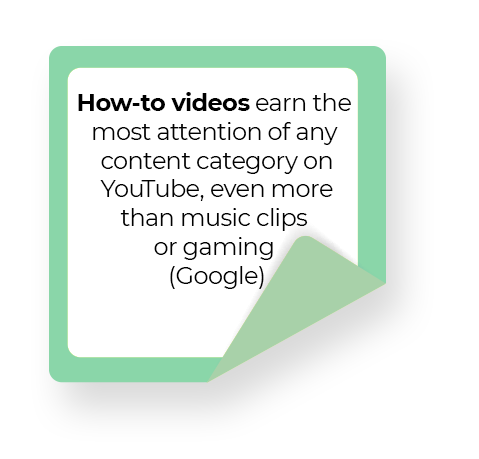 How-to videos earn the
most attention of any
content category on
YouTube, even more
than music clips
or gaming
(Google)